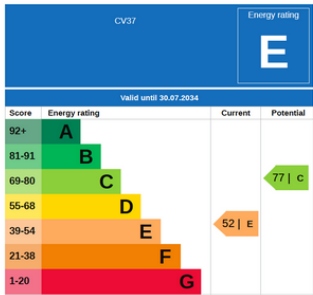 CV37
Energy rating
E
Valid until 30.07.2034
Score Energy rating Current Potential
92+ A
81-91 B
69-80 C
77 | C
55-68 D
39-54 E
52 | E
21-38 F
1-20 G